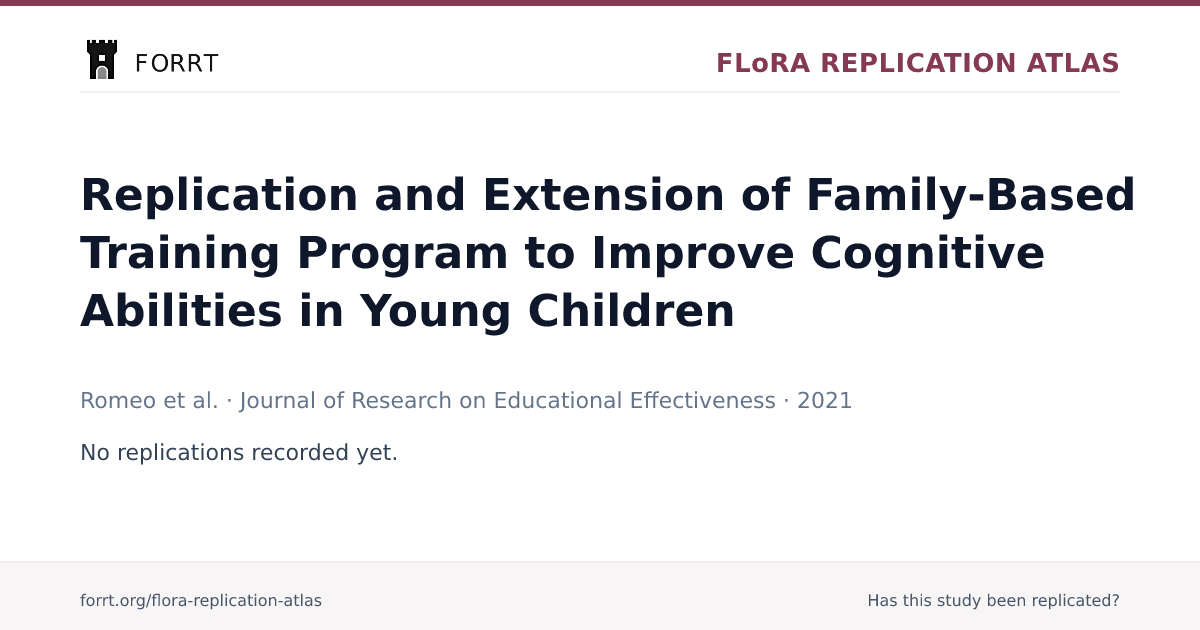 FORRT
FLoRA REPLICATION ATLAS
Replication and Extension of Family-Based
Training Program to Improve Cognitive
Abilities in Young Children
Romeo et al. · Journal of Research on Educational Effectiveness · 2021
No replications recorded yet.
forrt.org/flora-replication-atlas
Has this study been replicated?